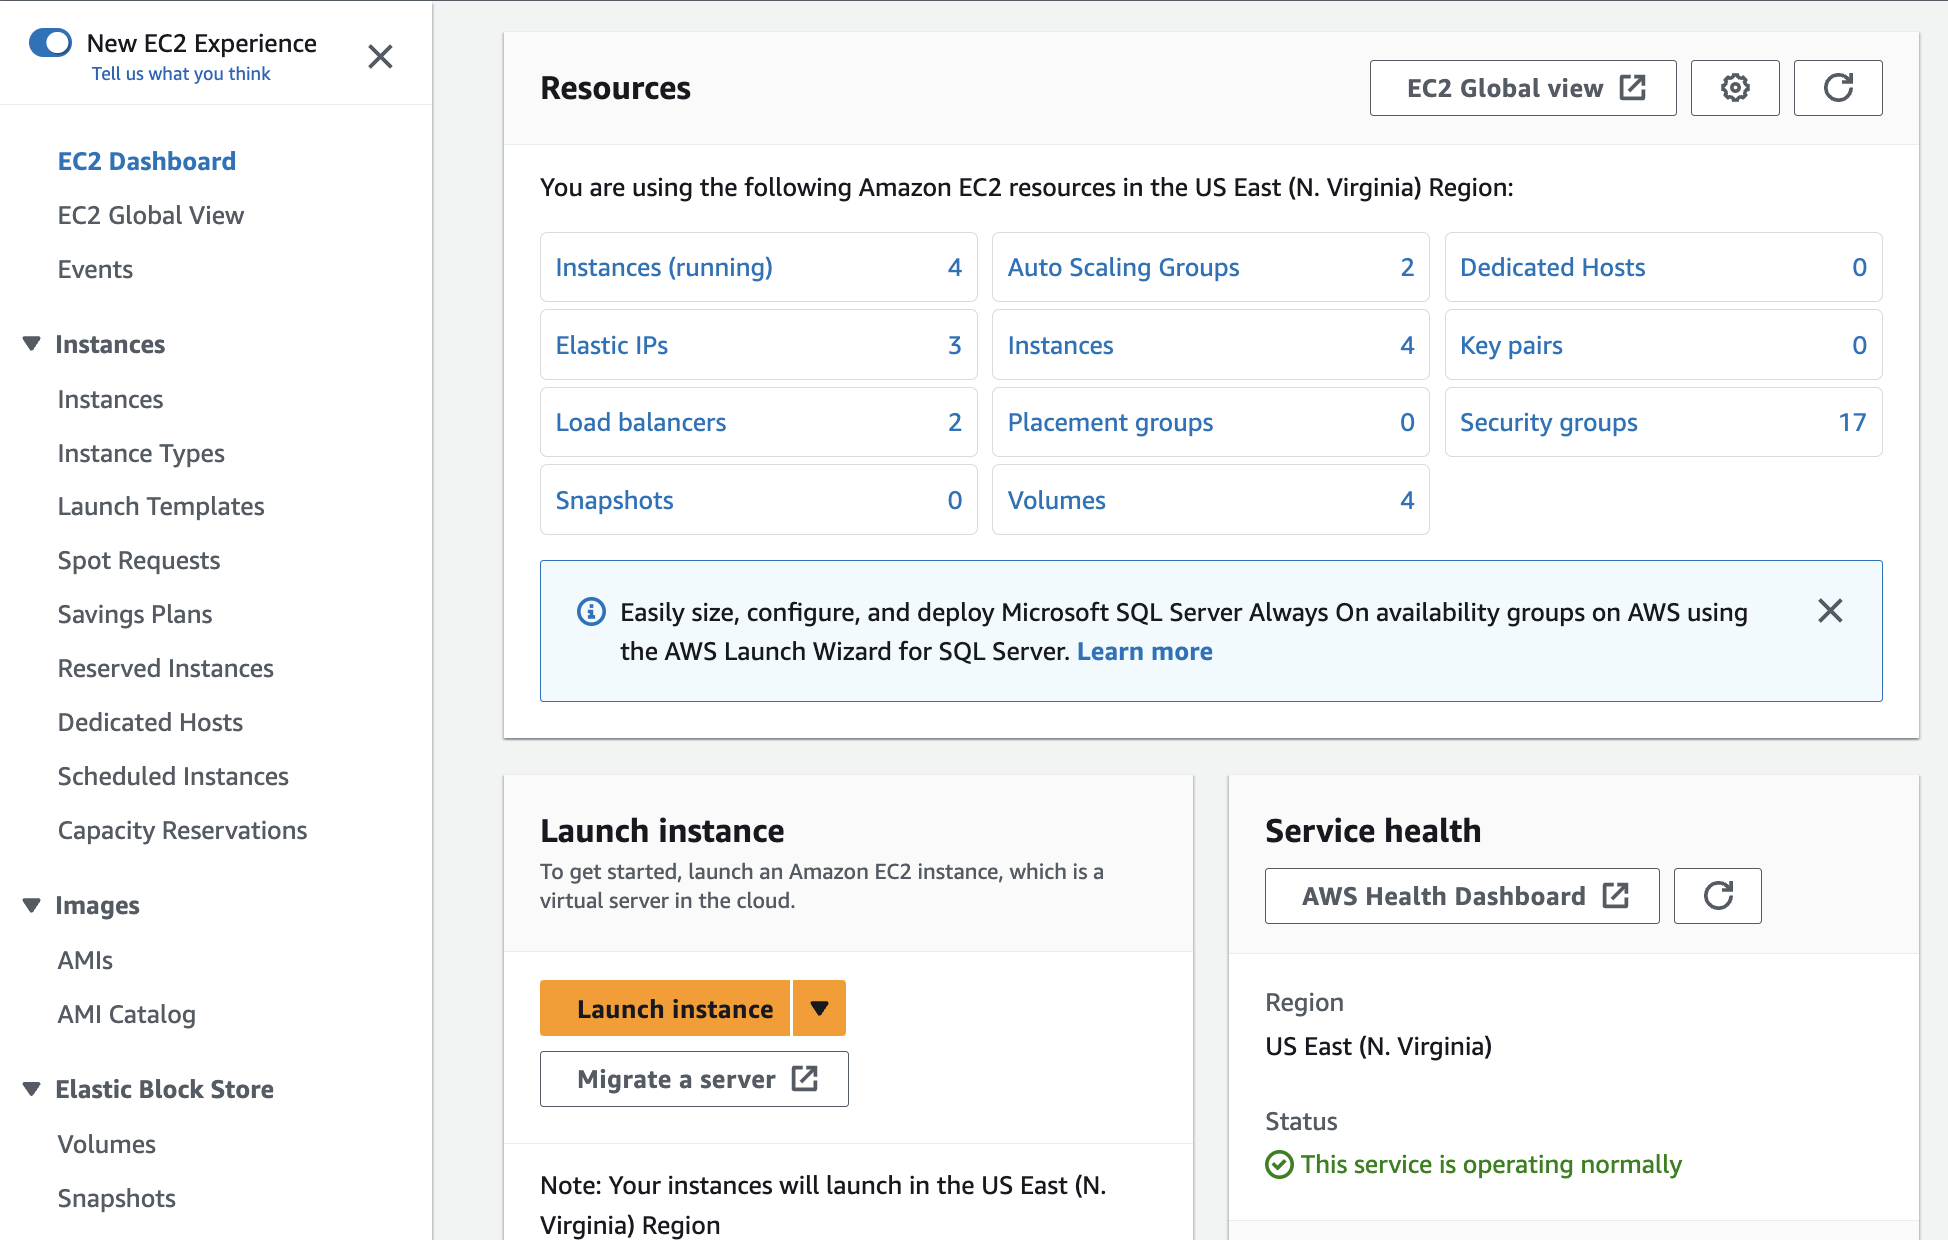 New EC2 Experience
Tell us what you think
EC2 Dashboard
EC2 Global View
Events
Instances
Instances
Instance Types
Launch Templates
Spot Requests
Savings Plans
Reserved Instances
Dedicated Hosts
Scheduled Instances
Capacity Reservations
Images
AMIs
AMI Catalog
Elastic Block Store
Volumes
Snapshots
Resources
EC2 Global view
You are using the following Amazon EC2 resources in the US East (N. Virginia) Region:
Instances (running) 4
Auto Scaling Groups 2
Dedicated Hosts 0
Elastic IPs 3
Instances 4
Key pairs 0
Load balancers 2
Placement groups 0
Security groups 17
Snapshots 0
Volumes 4
Easily size, configure, and deploy Microsoft SQL Server Always On availability groups on AWS using
the AWS Launch Wizard for SQL Server. Learn more
Launch instance
To get started, launch an Amazon EC2 instance, which is a
virtual server in the cloud.
Launch instance
Migrate a server
Note: Your instances will launch in the US East (N.
Virginia) Region
Service health
AWS Health Dashboard
Region
US East (N. Virginia)
Status
This service is operating normally